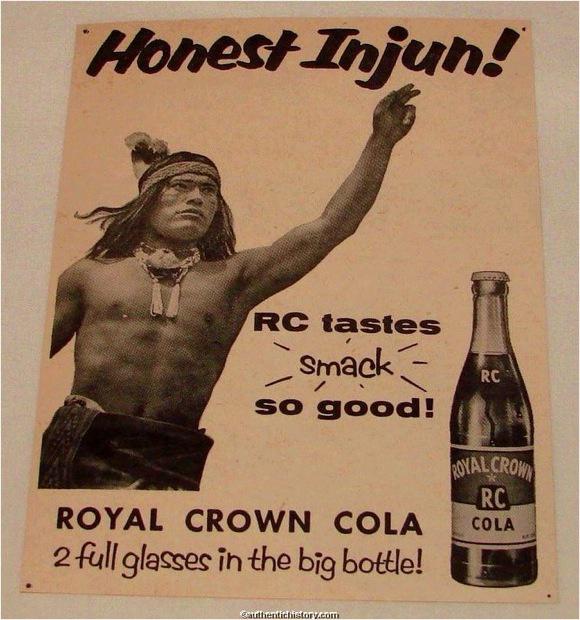 Honest Injun!
RC tastes
smack
so good!
RC
ROYAL CROWN
RC
COLA
ROYAL CROWN COLA
2 full glasses in the big bottle!
©authentichistory.com